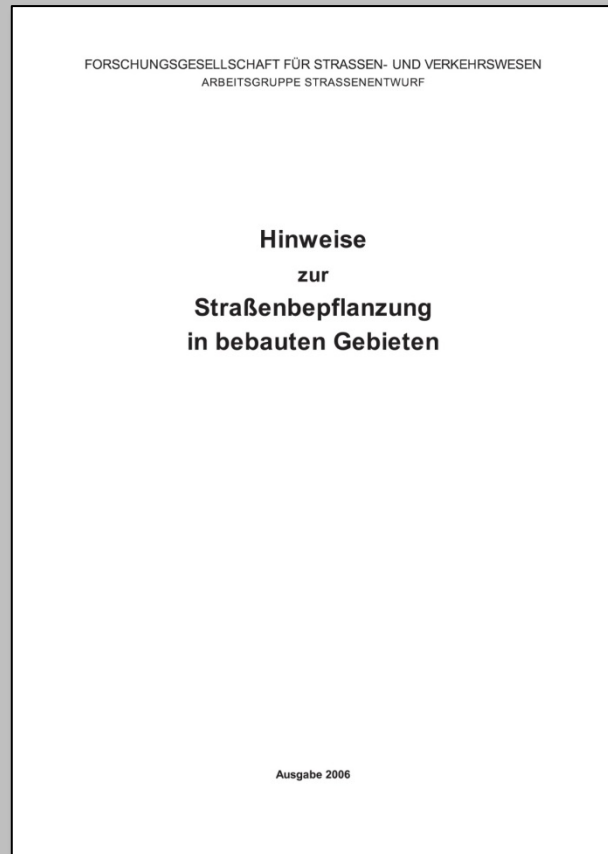 FORSCHUNGSGESELLSCHAFT FÜR STRASSEN- UND VERKEHRSWESEN
ARBEITSGRUPPE STRASSENENTWURF
Hinweise
zur
Straßenbepflanzung
in bebauten Gebieten
Ausgabe 2006